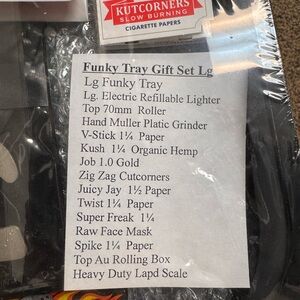 KUTCORNERS
SLOW BURNING
CIGARETTE PAPERS
Funky Tray Gift Set Lg
Lg Funky Tray
Lg. Electric Refillable Lighter
Top 70mm Roller
Hand Muller Platic Grinder
V-Stick 1¼ Paper
Kush 1¼ Organic Hemp
Job 1.0 Gold
Zig Zag Cutcorners
Juicy Jay 1½ Paper
Twist 1¼ Paper
Super Freak 1¼
Raw Face Mask
Spike 1¼ Paper
Top Au Rolling Box
Heavy Duty Lapd Scale